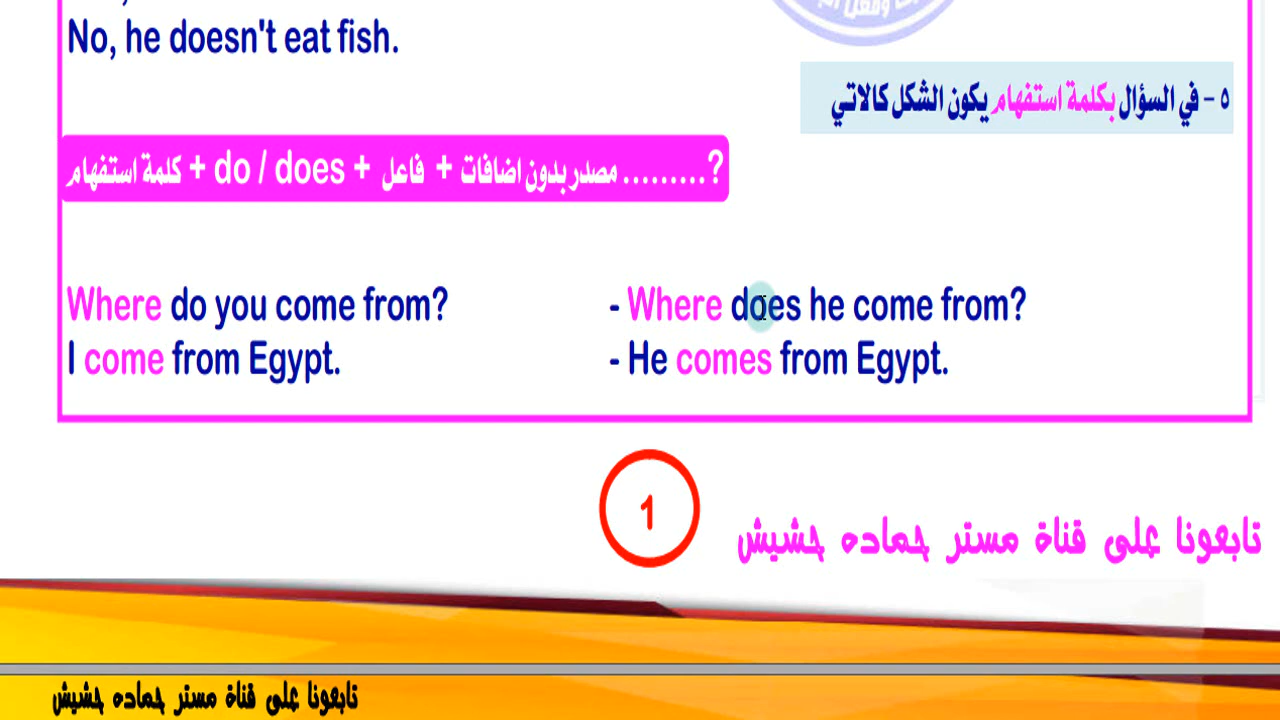 No, he doesn't eat fish.
٥ – في السؤال بكلمة استفهام يكون الشكل كالاتي
كلمة استفهام + do / does + فاعل + مصدر بدون اضافات ………?
Where do you come from?
- Where does he come from?
I come from Egypt.
- He comes from Egypt.
1
تابعونا على قناة مستر حماده حشيش
تابعونا على قناة مستر حماده حشيش